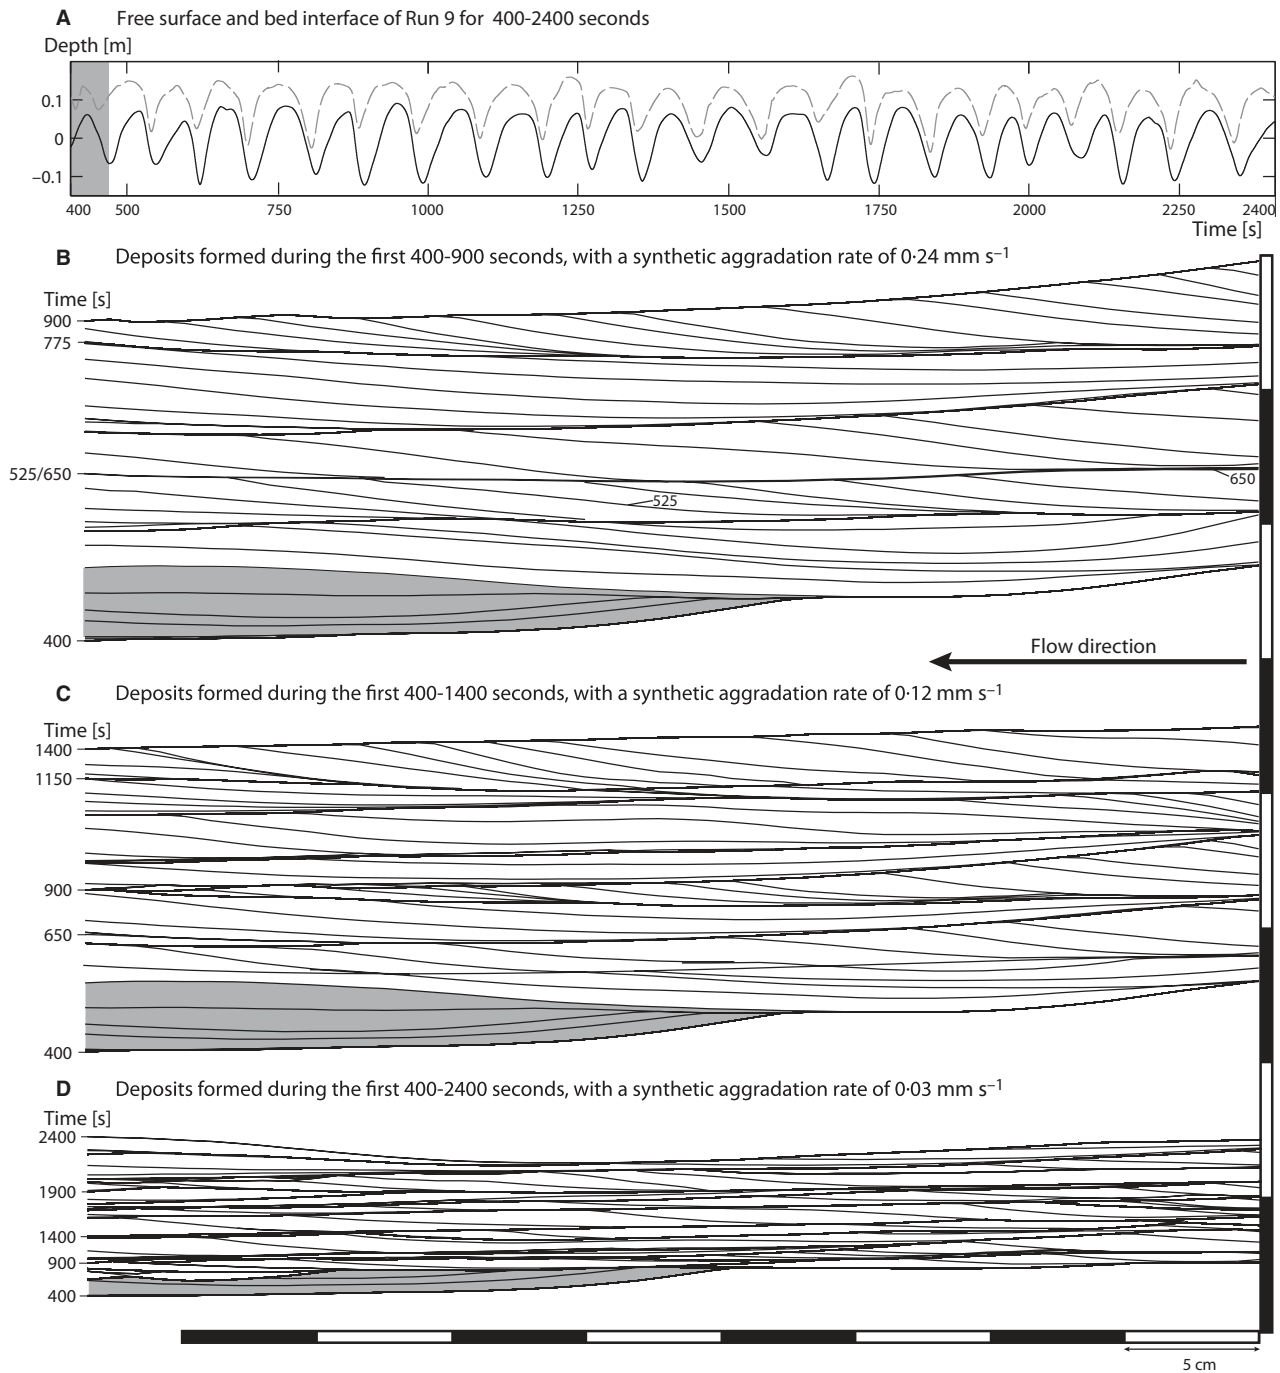 A Free surface and bed interface of Run 9 for 400-2400 seconds
Depth [m]
0.1
0
−0.1
400 500 750 1000 1250 1500 1750 2000 2250 2400
Time [s]
B Deposits formed during the first 400-900 seconds, with a synthetic aggradation rate of 0·24 mm s⁻¹
Time [s]
900
775
525/650
650
525
400
Flow direction
C Deposits formed during the first 400-1400 seconds, with a synthetic aggradation rate of 0·12 mm s⁻¹
Time [s]
1400
1150
900
650
400
D Deposits formed during the first 400-2400 seconds, with a synthetic aggradation rate of 0·03 mm s⁻¹
Time [s]
2400
1900
1400
900
400
5 cm